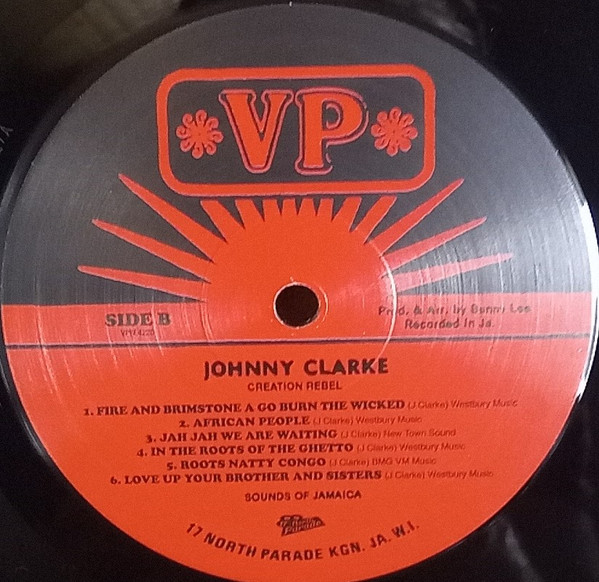 VP
SIDE B
Prod. & Arr. by Bunny Lee
Recorded in Ja.
JOHNNY CLARKE
CREATION REBEL
1. FIRE AND BRIMSTONE A GO BURN THE WICKED (J.Clarke) Westbury Music
2. AFRICAN PEOPLE (J Clarke) Westbury Music
3. JAH JAH WE ARE WAITING (J Clarke) New Town Sound
4. IN THE ROOTS OF THE GHETTO (J Clarke) Westbury Music
5. ROOTS NATTY CONGO (J Clarke) BMG VM Music
6. LOVE UP YOUR BROTHER AND SISTERS (J Clarke) Westbury Music
SOUNDS OF JAMAICA
17 NORTH PARADE KGN. JA. W.I.